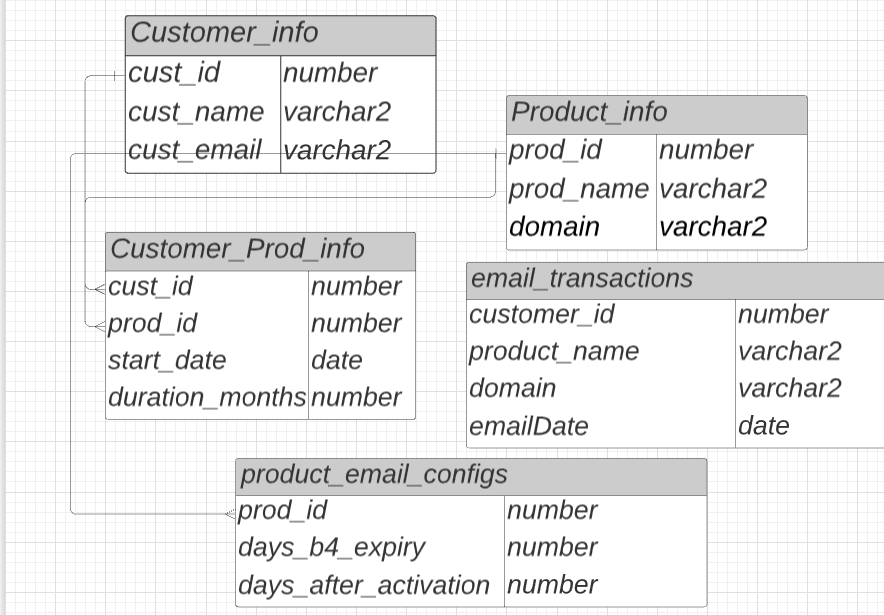 Customer_info
cust_id number
cust_name varchar2
cust_email varchar2
Product_info
prod_id number
prod_name varchar2
domain varchar2
Customer_Prod_info
cust_id number
prod_id number
start_date date
duration_months number
email_transactions
customer_id number
product_name varchar2
domain varchar2
emailDate date
product_email_configs
prod_id number
days_b4_expiry number
days_after_activation number